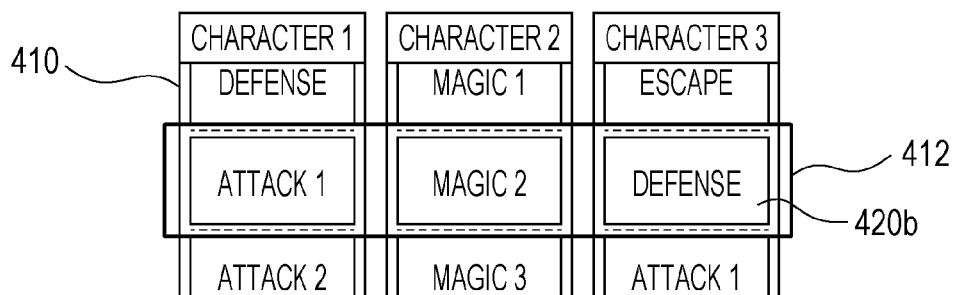 CHARACTER 1 CHARACTER 2 CHARACTER 3
410
DEFENSE MAGIC 1 ESCAPE
412
ATTACK 1 MAGIC 2 DEFENSE
420b
ATTACK 2 MAGIC 3 ATTACK 1